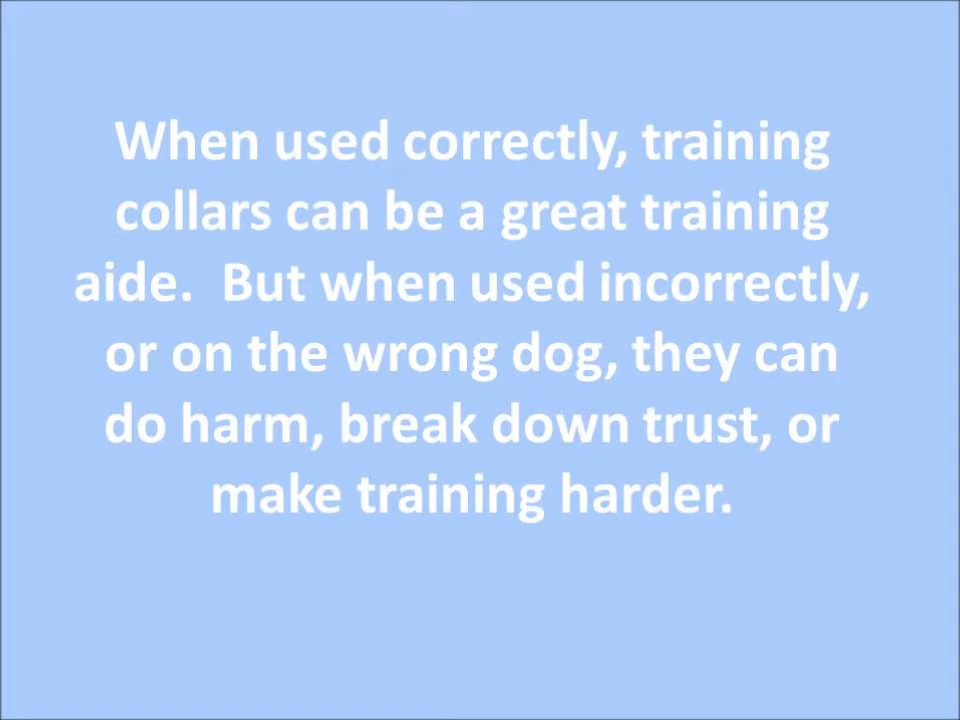 When used correctly, training
collars can be a great training
aide.  But when used incorrectly,
or on the wrong dog, they can
do harm, break down trust, or
make training harder.